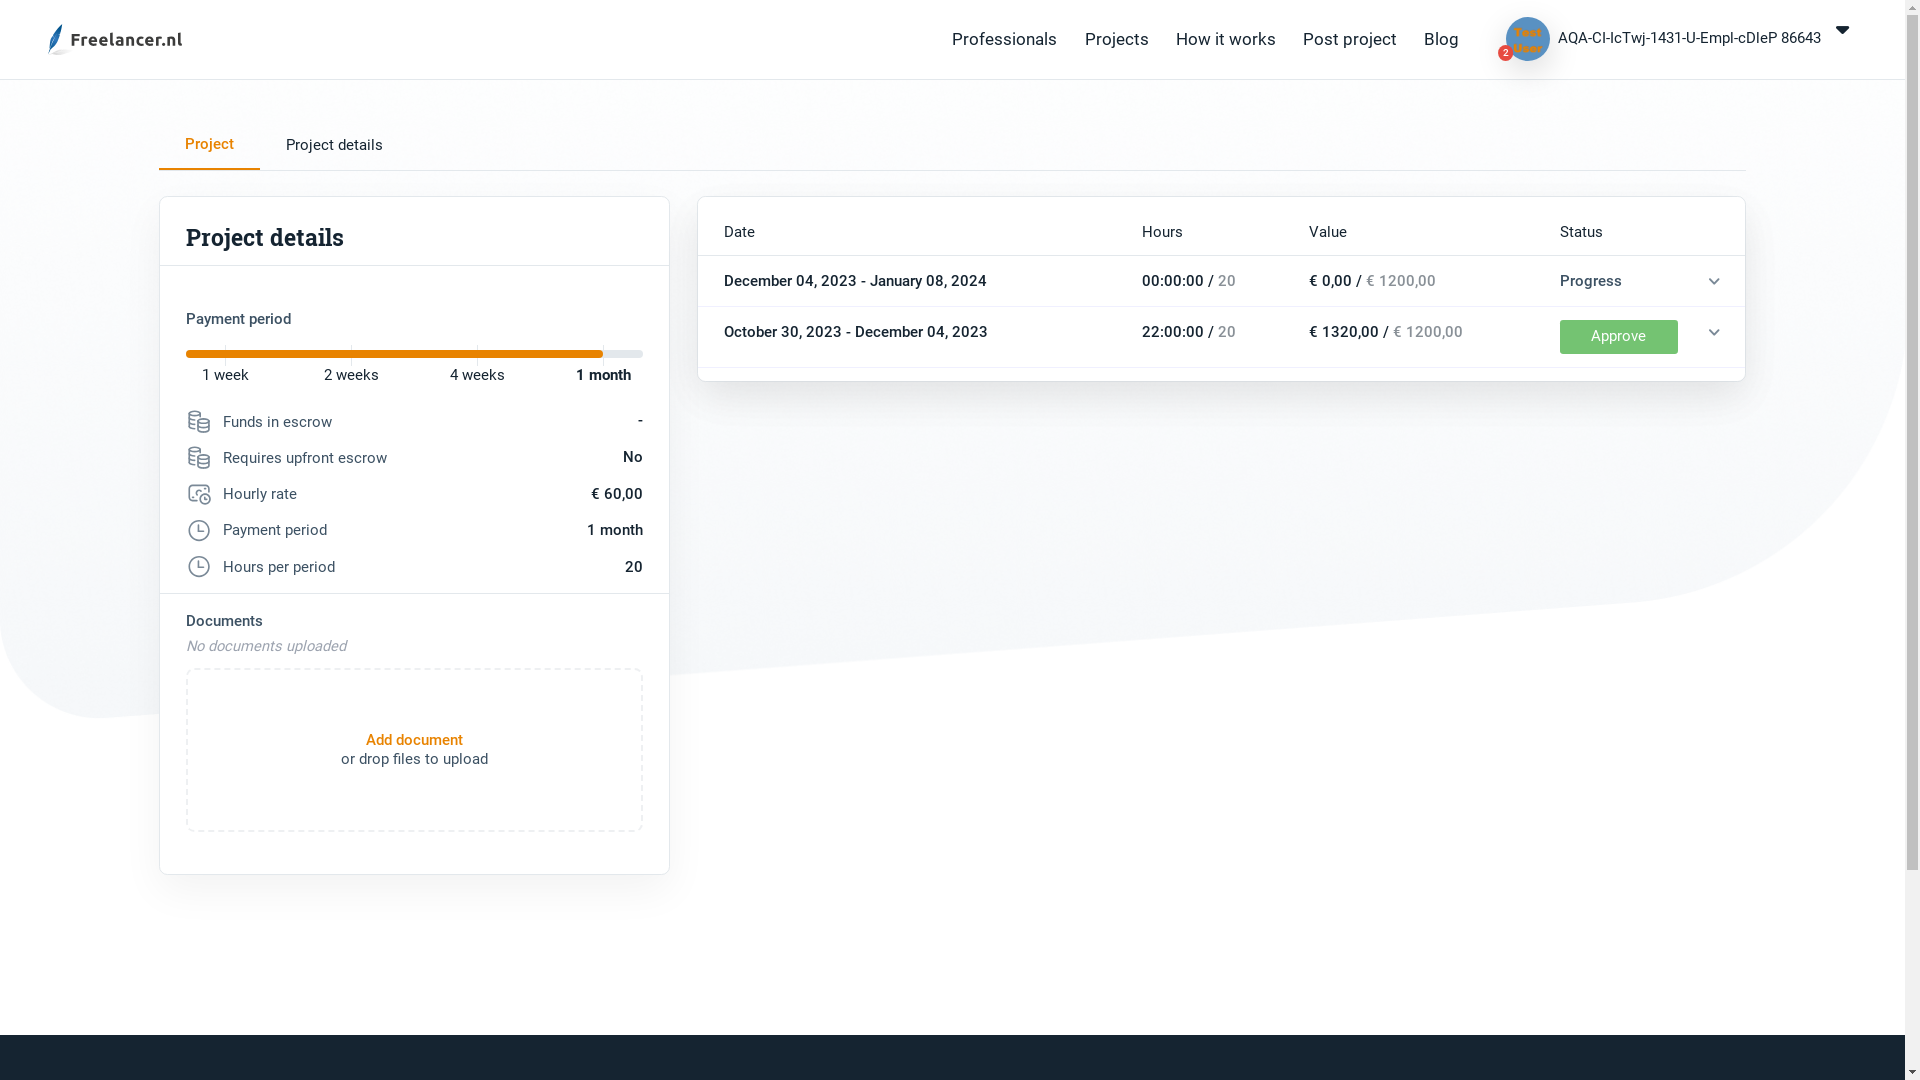 Freelancer.nl
Professionals
Projects
How it works
Post project
Blog
Test
User
2
AQA-CI-IcTwj-1431-U-Empl-cDleP 86643
Project
Project details
Project details
Payment period
1 week
2 weeks
4 weeks
1 month
Funds in escrow
-
Requires upfront escrow
No
Hourly rate
€ 60,00
Payment period
1 month
Hours per period
20
Documents
No documents uploaded
Add document
or drop files to upload
Date Hours Value Status
December 04, 2023 - January 08, 2024 00:00:00 / 20 € 0,00 / € 1200,00 Progress
October 30, 2023 - December 04, 2023 22:00:00 / 20 € 1320,00 / € 1200,00 Approve